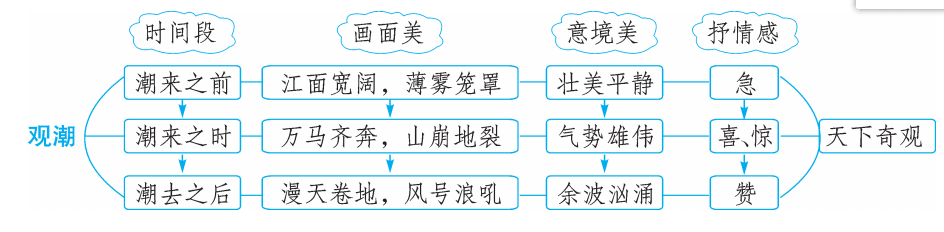 时间段 画面美 意境美 抒情感
潮来之前 江面宽阔，薄雾笼罩 壮美平静 急
观潮 潮来之时 万马齐奔，山崩地裂 气势雄伟 喜、惊 天下奇观
潮去之后 漫天卷地，风号浪吼 余波汹涌 赞